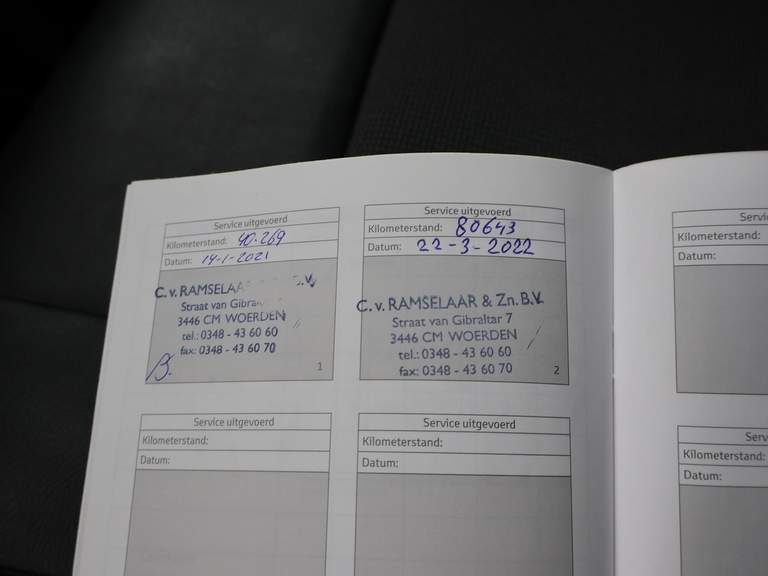 Service uitgevoerd
Kilometerstand: 40.269
Datum: 14-1-2021
C. v. RAMSELA .V.
Straat van Gibra
3446 CM WOERDEN
tel.: 0348 - 43 60 60
fax: 0348 - 43 60 70
B.
1
Service uitgevoerd
Kilometerstand: 80643
Datum: 22-3-2022
C. v. RAMSELAAR & Zn. B.V.
Straat van Gibraltar 7
3446 CM WOERDEN
tel.: 0348 - 43 60 60
fax: 0348 - 43 60 70
2
Servi
Kilometerstand:
Datum:
Service uitgevoerd
Kilometerstand:
Datum:
Service uitgevoerd
Kilometerstand:
Datum:
Serv
Kilometerstand:
Datum: